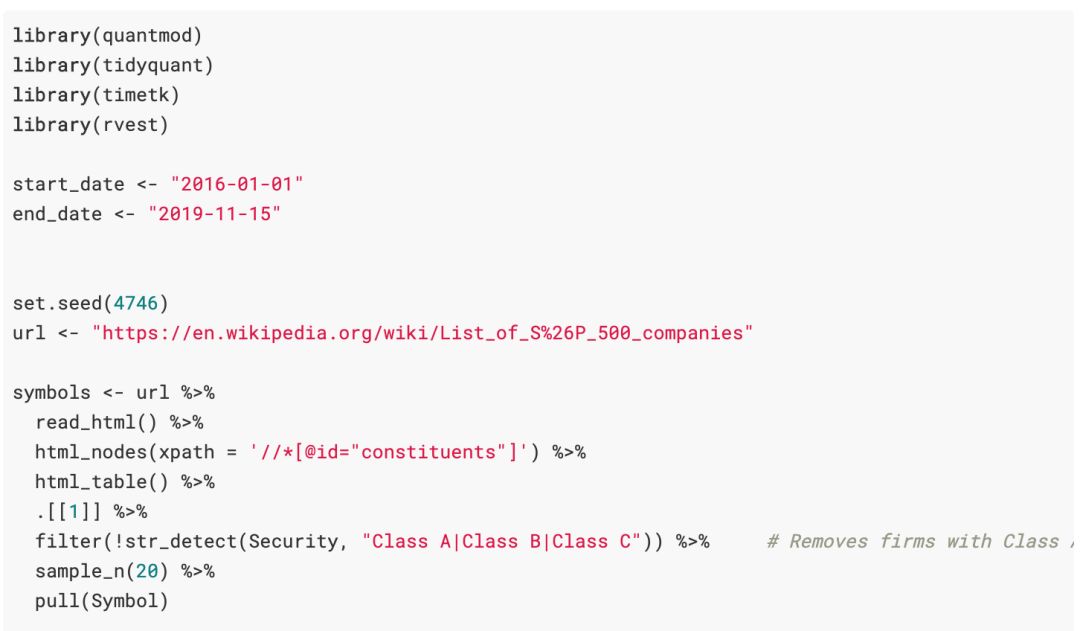 library(quantmod)
library(tidyquant)
library(timetk)
library(rvest)
start_date <- "2016-01-01"
end_date <- "2019-11-15"
set.seed(4746)
url <- "https://en.wikipedia.org/wiki/List_of_S%26P_500_companies"
symbols <- url %>%
  read_html() %>%
  html_nodes(xpath = '//*[@id="constituents"]') %>%
  html_table() %>%
  .[[1]] %>%
  filter(!str_detect(Security, "Class A|Class B|Class C")) %>%     # Removes firms with Class
  sample_n(20) %>%
  pull(Symbol)